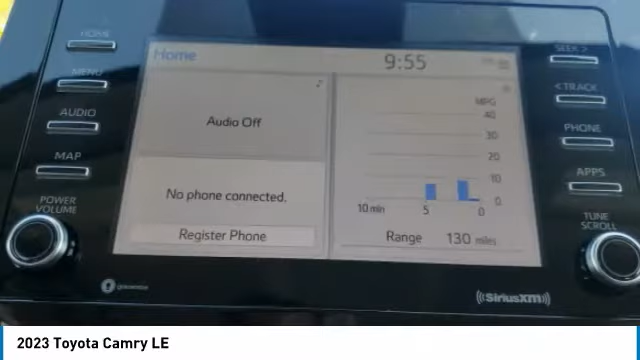 HOME
MENU
AUDIO
MAP
POWER
VOLUME
Home
9:55
Audio Off
No phone connected.
Register Phone
MPG
40
30
20
10
0
10 min
5
0
Range 130 miles
SEEK >
< TRACK
PHONE
APPS
TUNE
SCROLL
((SiriusXM))
2023 Toyota Camry LE